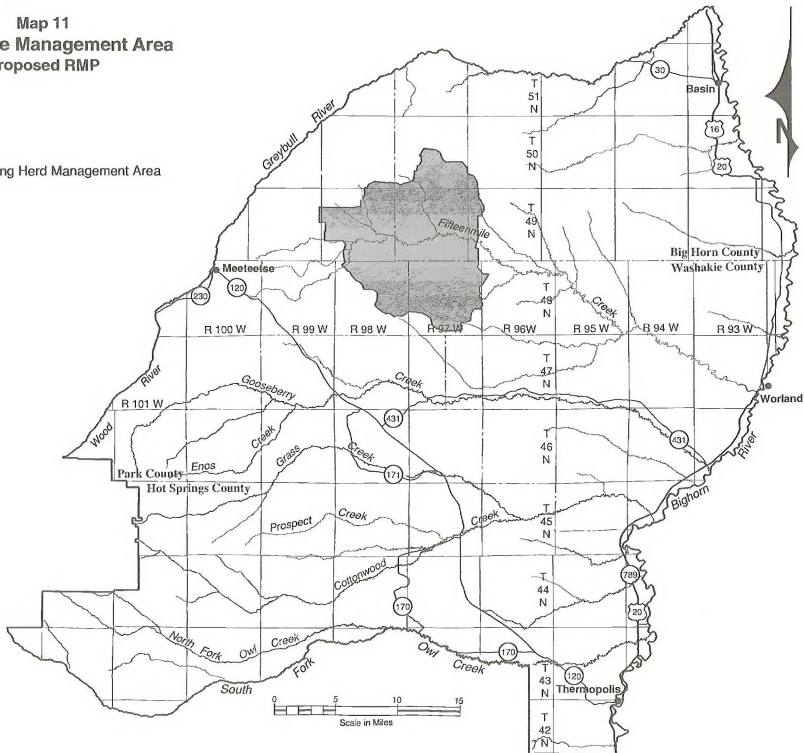 Map 11
e Management Area
roposed RMP
ng Herd Management Area
N
30
Basin
16
20
T
51
N
T
50
N
T
49
N
Greybull River
Fifteenmile
Creek
Big Horn County
Washakie County
Meeteetse
120
230
T
48
N
R 100 W
R 99 W
R 98 W
R 97 W
R 96W
R 95 W
R 94 W
R 93 W
T
47
N
Worland
Wood River
R 101 W
Gooseberry
Creek
431
431
Enos
Creek
Grass
Creek
171
T
46
N
Park County
Hot Springs County
Bighorn River
Prospect Creek
Cottonwood
Creek
T
45
N
T
44
N
789
20
170
170
North Fork Owl Creek
South Fork
Owl Creek
T
43
N
120
Thermopolis
T
42
N
0 5 10 15
Scale in Miles